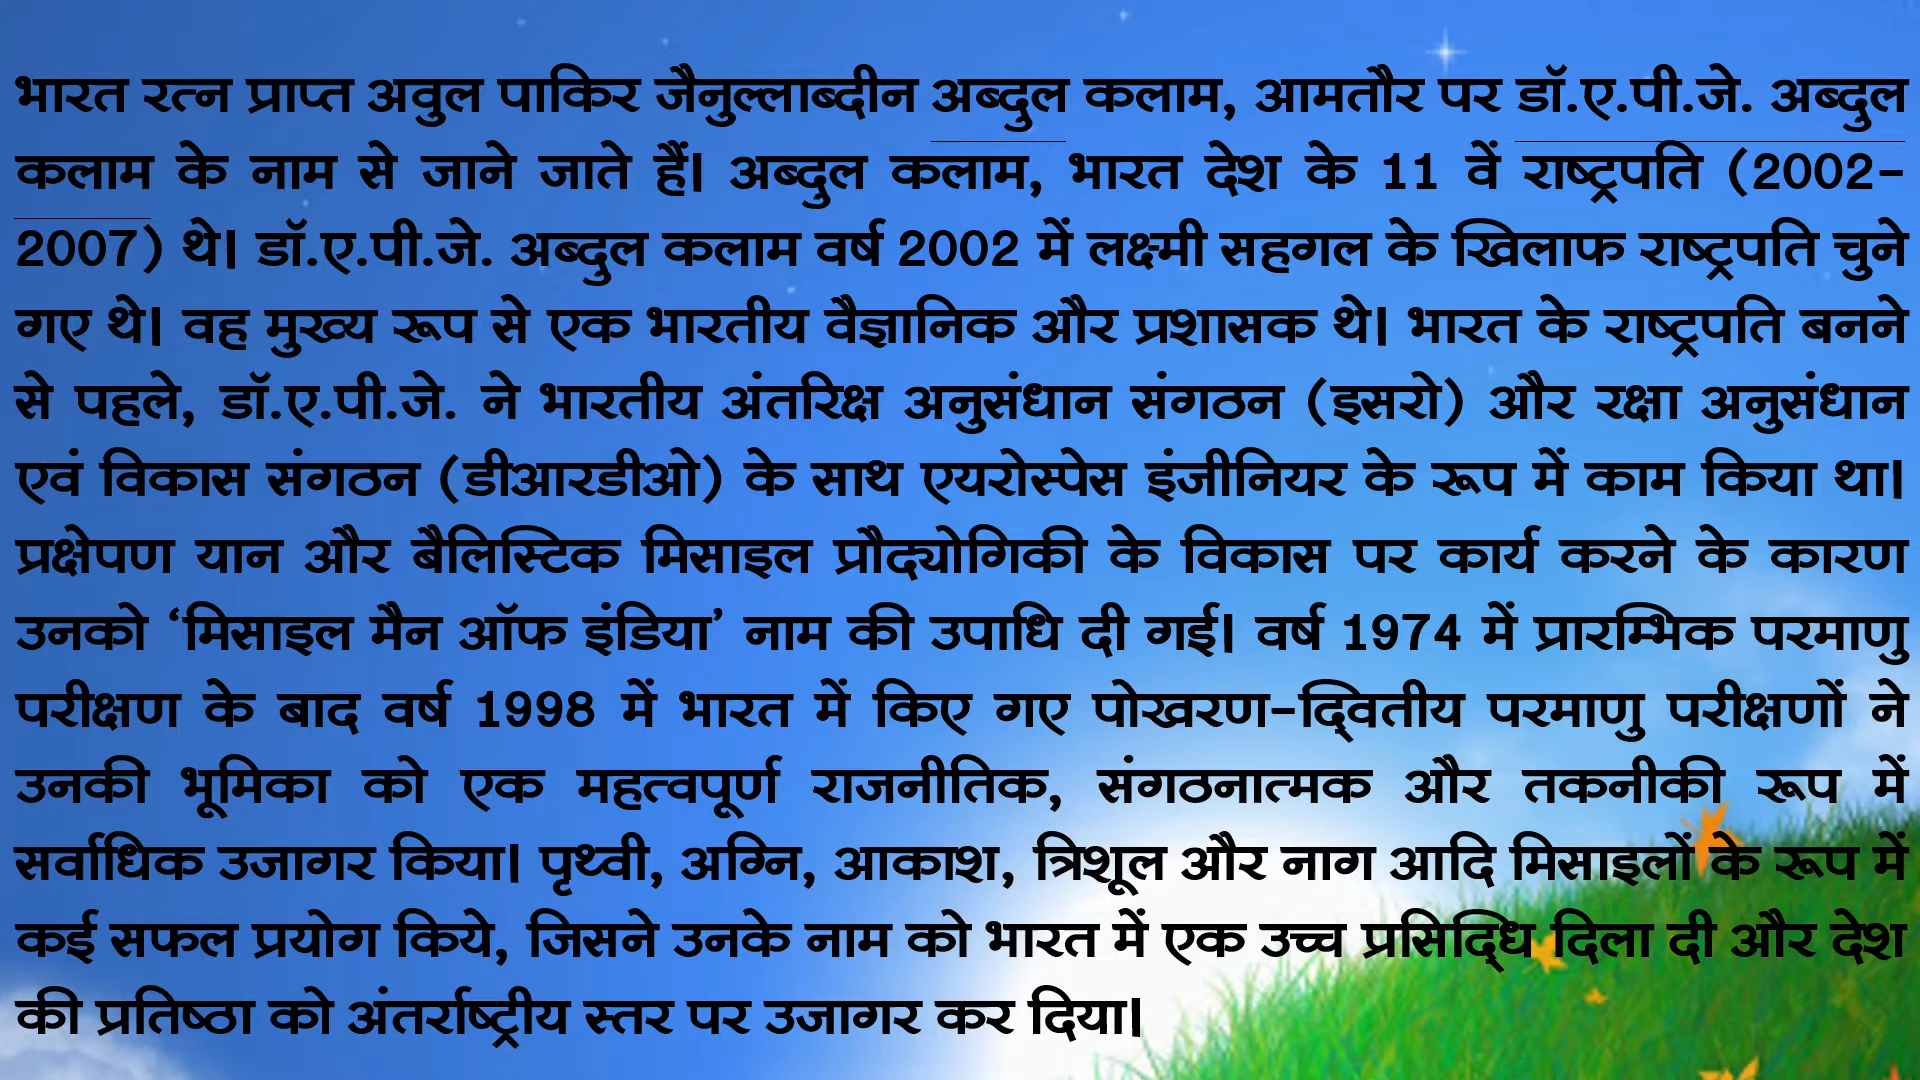 भारत रत्न प्राप्त अवुल पाकिर जैनुल्लाब्दीन अब्दुल कलाम, आमतौर पर डॉ.ए.पी.जे. अब्दुल
कलाम के नाम से जाने जाते हैं। अब्दुल कलाम, भारत देश के 11 वें राष्ट्रपति (2002-
2007) थे। डॉ.ए.पी.जे. अब्दुल कलाम वर्ष 2002 में लक्ष्मी सहगल के खिलाफ राष्ट्रपति चुने
गए थे। वह मुख्य रूप से एक भारतीय वैज्ञानिक और प्रशासक थे। भारत के राष्ट्रपति बनने
से पहले, डॉ.ए.पी.जे. ने भारतीय अंतरिक्ष अनुसंधान संगठन (इसरो) और रक्षा अनुसंधान
एवं विकास संगठन (डीआरडीओ) के साथ एयरोस्पेस इंजीनियर के रूप में काम किया था।
प्रक्षेपण यान और बैलिस्टिक मिसाइल प्रौद्योगिकी के विकास पर कार्य करने के कारण
उनको ‘मिसाइल मैन ऑफ इंडिया’ नाम की उपाधि दी गई। वर्ष 1974 में प्रारम्भिक परमाणु
परीक्षण के बाद वर्ष 1998 में भारत में किए गए पोखरण-द्वितीय परमाणु परीक्षणों ने
उनकी भूमिका को एक महत्वपूर्ण राजनीतिक, संगठनात्मक और तकनीकी रूप में
सर्वाधिक उजागर किया। पृथ्वी, अग्नि, आकाश, त्रिशूल और नाग आदि मिसाइलों के रूप में
कई सफल प्रयोग किये, जिसने उनके नाम को भारत में एक उच्च प्रसिद्धि दिला दी और देश
की प्रतिष्ठा को अंतर्राष्ट्रीय स्तर पर उजागर कर दिया।